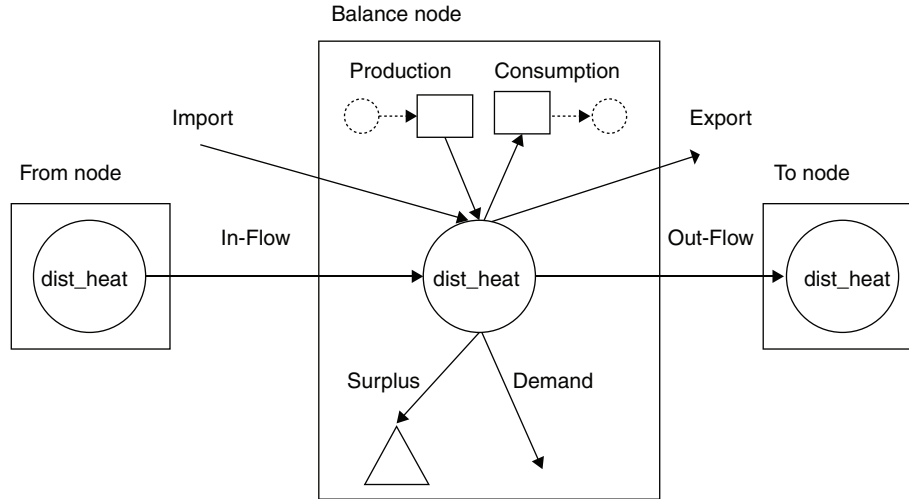 Balance node
Production
Consumption
Import
Export
From node
To node
In-Flow
Out-Flow
dist_heat
dist_heat
dist_heat
Surplus
Demand